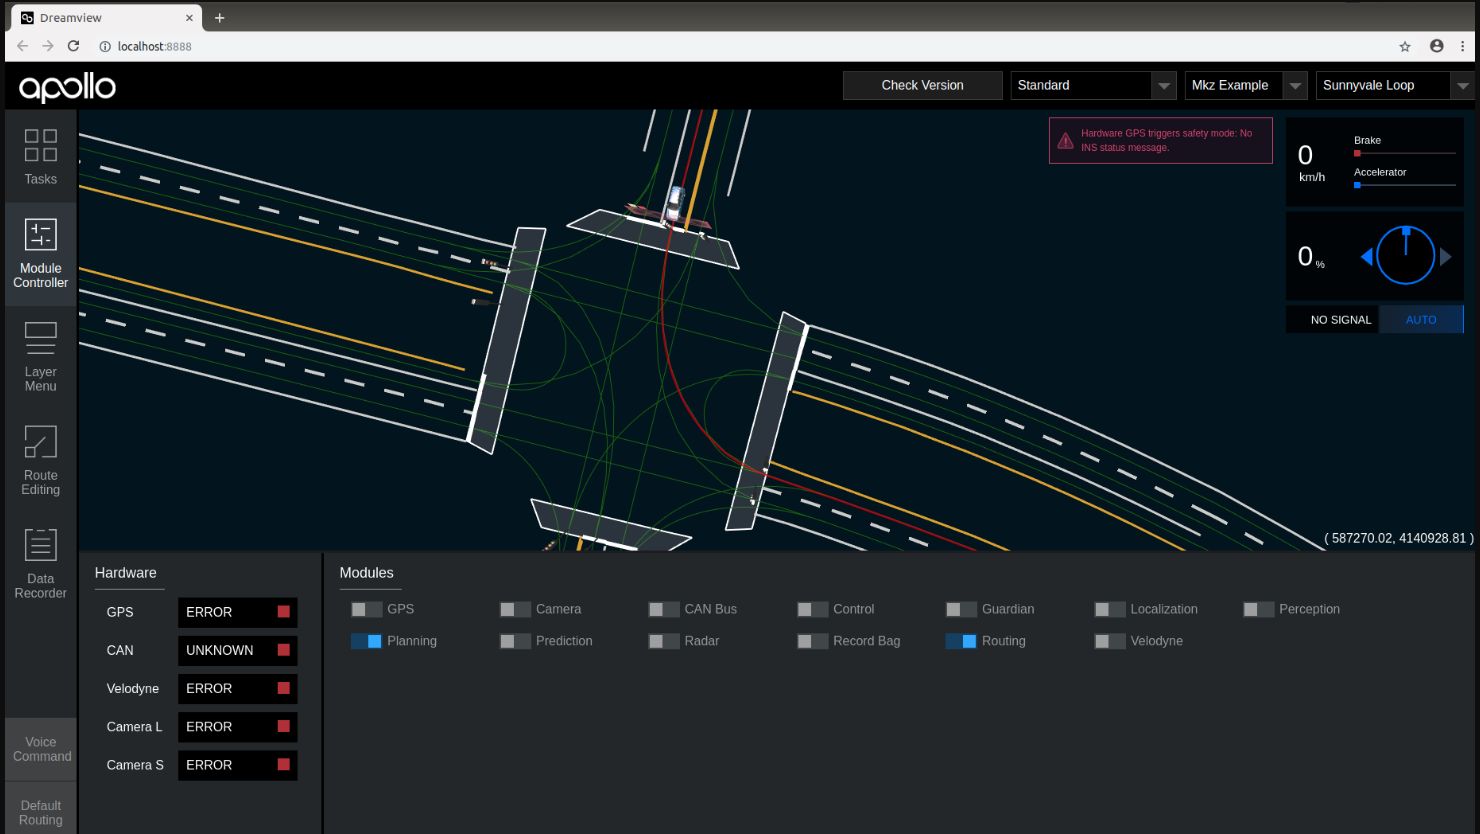 Dreamview
localhost:8888
apollo
Check Version
Standard
Mkz Example
Sunnyvale Loop
Tasks
Module
Controller
Layer
Menu
Route
Editing
Data
Recorder
Voice
Command
Default
Routing
Hardware GPS triggers safety mode: No
INS status message.
0
km/h
Brake
Accelerator
0 %
NO SIGNAL
AUTO
( 587270.02, 4140928.81 )
Hardware
GPS ERROR
CAN UNKNOWN
Velodyne ERROR
Camera L ERROR
Camera S ERROR
Modules
GPS Camera CAN Bus Control Guardian Localization Perception
Planning Prediction Radar Record Bag Routing Velodyne